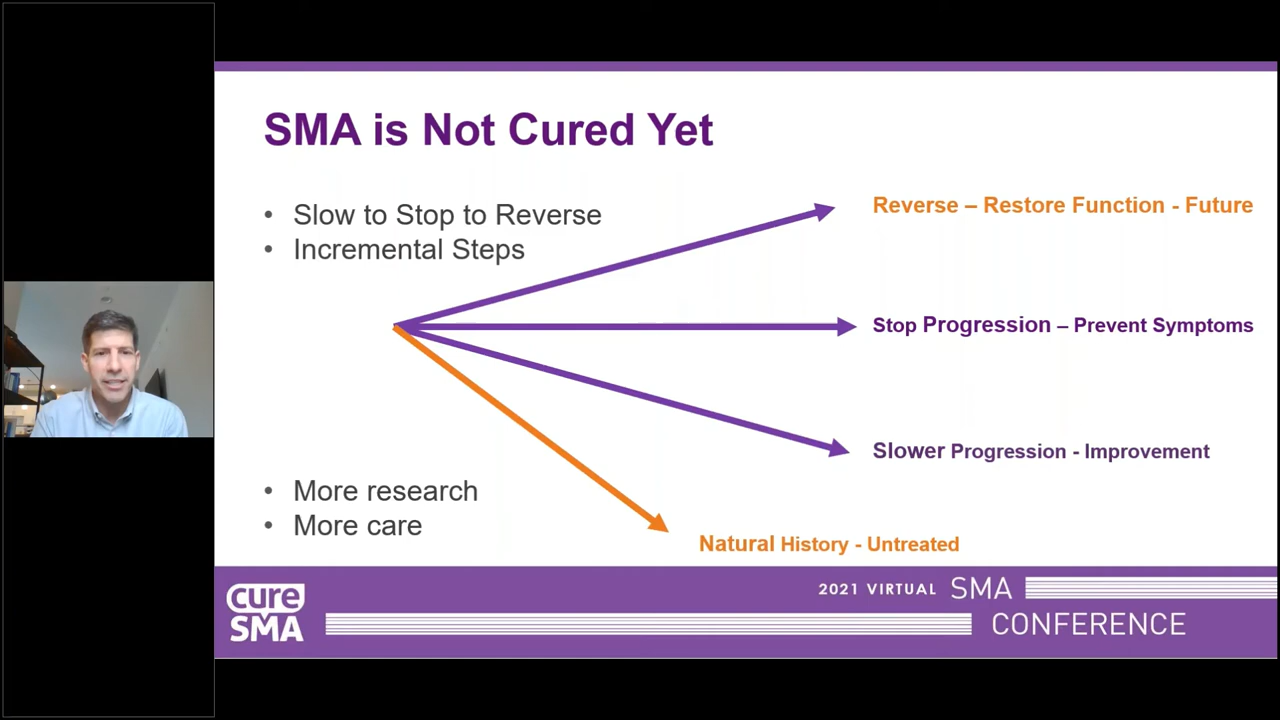 SMA is Not Cured Yet
• Slow to Stop to Reverse
• Incremental Steps
Reverse – Restore Function - Future
Stop Progression – Prevent Symptoms
Slower Progression - Improvement
• More research
• More care
Natural History - Untreated
cure
SMA
2021 VIRTUAL SMA
CONFERENCE